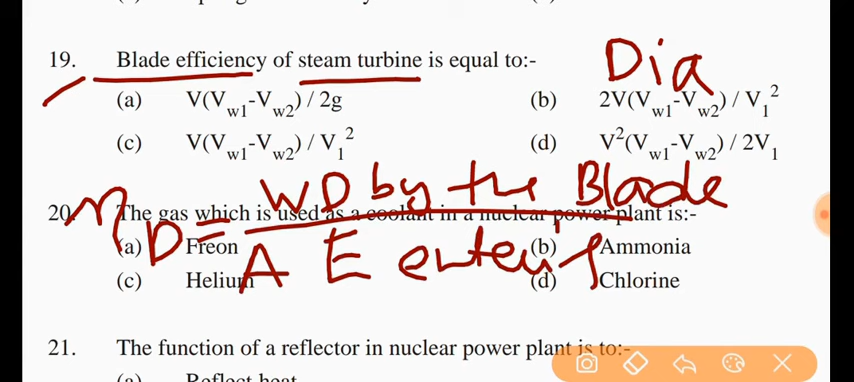 19. Blade efficiency of steam turbine is equal to:-
Dia
(a) V(Vw1-Vw2) / 2g (b) 2V(Vw1-Vw2) / V1²
(c) V(Vw1-Vw2) / V1² (d) V²(Vw1-Vw2) / 2V1
WD by the Blade
20. The gas which is used as a coolant in a nuclear power plant is:-
η D =
(a) Freon (b) Ammonia
A E
(c) Helium (d) Chlorine
21. The function of a reflector in nuclear power plant is to:-
(a) Reflect heat